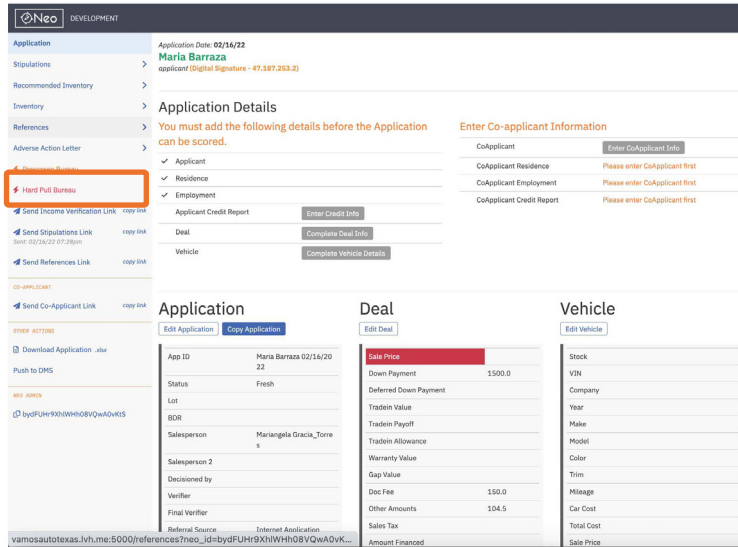 Neo DEVELOPMENT
Application
Stipulations
Recommended Inventory
Inventory
References
Adverse Action Letter
Hard Pull Bureau
Send Income Verification Link copy link
Send Stipulations Link copy link
Sent: 02/16/22 07:28pm
Send References Link copy link
CO-APPLICANT
Send Co-Applicant Link copy link
OTHER ACTIONS
Download Application .xlsx
Push to DMS
NEO ADMIN
bydFUHr9XhlWHh08VQwA0vKtS
Application Date: 02/16/22
Maria Barraza
applicant (Digital Signature - 47.187.253.2)
Application Details
You must add the following details before the Application
can be scored.
Applicant
Residence
Employment
Applicant Credit Report Enter Credit Info
Deal Complete Deal Info
Vehicle Complete Vehicle Details
Enter Co-applicant Information
CoApplicant Enter CoApplicant Info
CoApplicant Residence Please enter CoApplicant first
CoApplicant Employment Please enter CoApplicant first
CoApplicant Credit Report Please enter CoApplicant first
Application
Edit Application Copy Application
App ID Maria Barraza 02/16/20
22
Status Fresh
Lot
BDR
Salesperson Mariangela Gracia_Torre
s
Salesperson 2
Decisioned by
Verifier
Final Verifier
Referral Source Internet Application
Deal
Edit Deal
Sale Price
Down Payment 1500.0
Deferred Down Payment
Tradein Value
Tradein Payoff
Tradein Allowance
Warranty Value
Gap Value
Doc Fee 150.0
Other Amounts 104.5
Sales Tax
Amount Financed
Vehicle
Edit Vehicle
Stock
VIN
Company
Year
Make
Model
Color
Trim
Mileage
Car Cost
Total Cost
Sale Price
vamosautotexas.lvh.me:5000/references?neo_id=bydFUHr9XhlWHh08VQwA0vK...